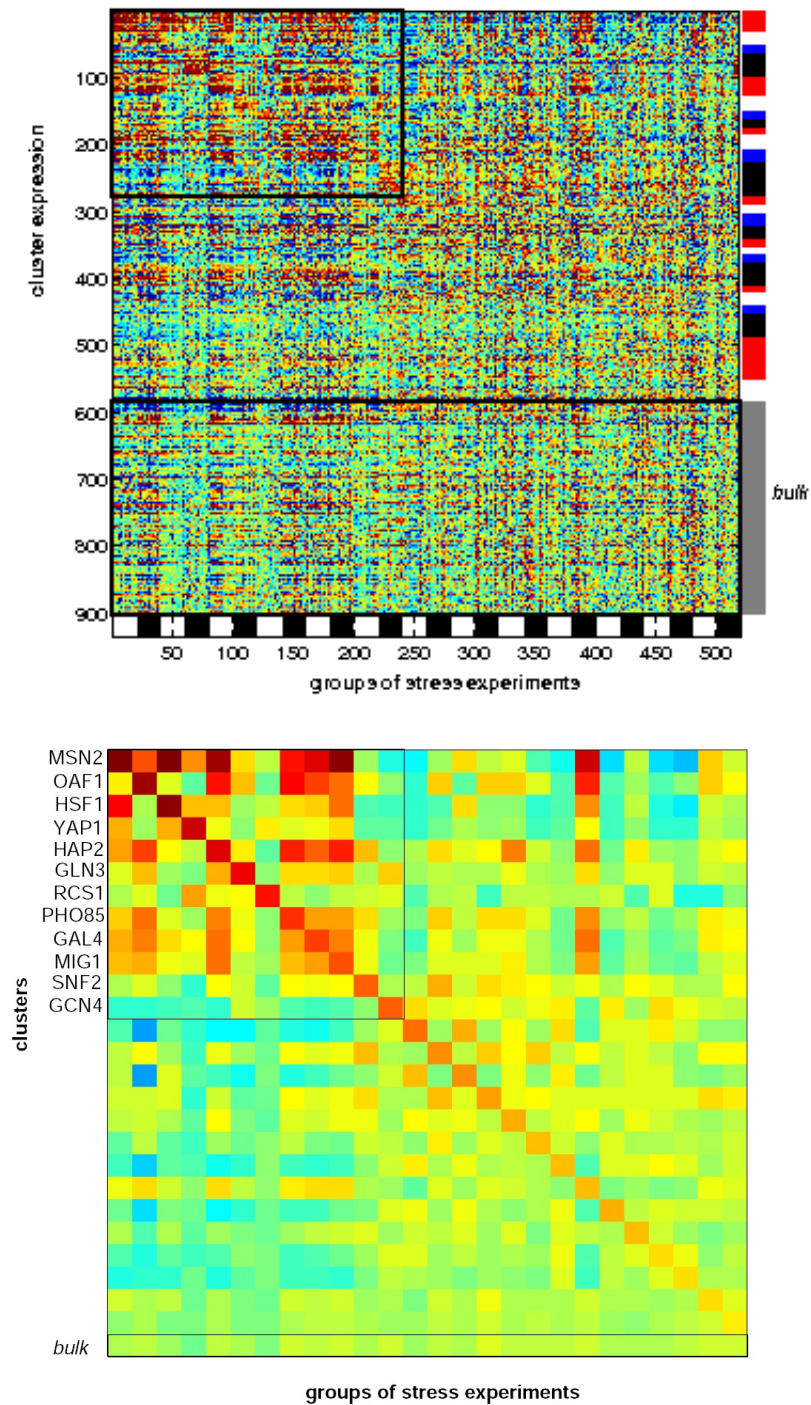 100
200
300
400
500
600
700
800
900
cluster expression
bulk
50 100 150 200 250 300 350 400 450 500
groups of stress experiments
MSN2
OAF1
HSF1
YAP1
HAP2
GLN3
RCS1
PHO85
GAL4
MIG1
SNF2
GCN4
clusters
bulk
groups of stress experiments